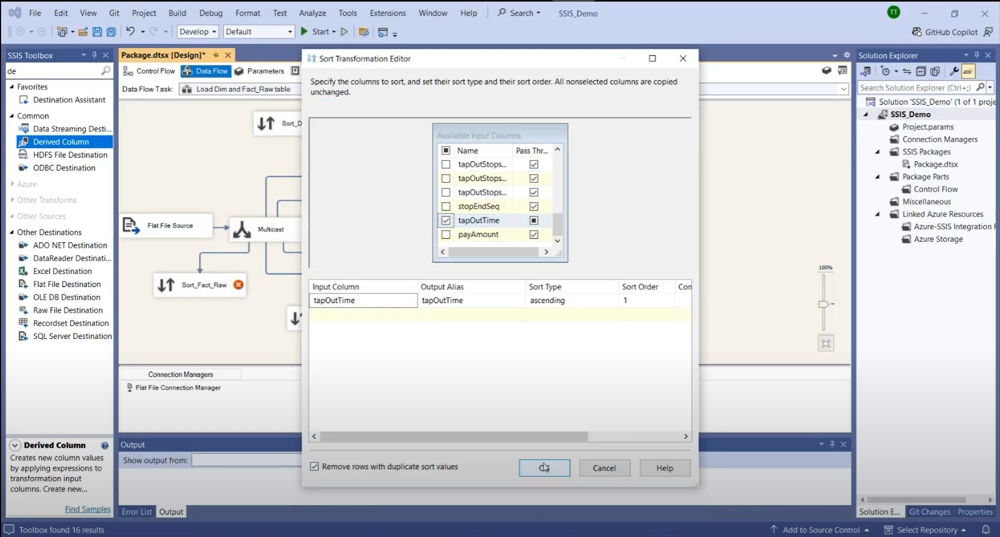 File Edit View Git Project Build Debug Format Test Analyze Tools Extensions Window Help Search SSIS_Demo TT
Develop Default Start GitHub Copilot
SSIS Toolbox
de
Favorites
Destination Assistant
Common
Data Streaming Desti...
Derived Column
HDFS File Destination
ODBC Destination
Azure
Other Transforms
Other Sources
Other Destinations
ADO NET Destination
DataReader Destinati...
Excel Destination
Flat File Destination
OLE DB Destination
Raw File Destination
Recordset Destination
SQL Server Destination
Derived Column
Creates new column values
by applying expressions to
transformation input
columns. Create new...
Find Samples
Package.dtsx [Design]*
Control Flow Data Flow Parameters
Data Flow Task: Load Dim and Fact_Raw table
Sort_D
Flat File Source
Multicast
Sort_Fact_Raw
100%
Connection Managers
Flat File Connection Manager
Output
Show output from:
Error List Output
Sort Transformation Editor
Specify the columns to sort, and set their sort type and their sort order. All nonselected columns are copied
unchanged.
Available Input Columns
Name Pass Thr...
tapOutStops...
tapOutStops...
tapOutStops...
stopEndSeq
tapOutTime
payAmount
Input Column Output Alias Sort Type Sort Order Con
tapOutTime tapOutTime ascending 1
Remove rows with duplicate sort values
Cancel Help
Solution Explorer
Search Solution Explorer (Ctrl+;)
Solution 'SSIS_Demo' (1 of 1 proje
SSIS_Demo
Project.params
Connection Managers
SSIS Packages
Package.dtsx
Package Parts
Control Flow
Miscellaneous
Linked Azure Resources
Azure-SSIS Integration
Azure Storage
Solution E... Git Changes Properties
Toolbox found 16 results Add to Source Control Select Repository